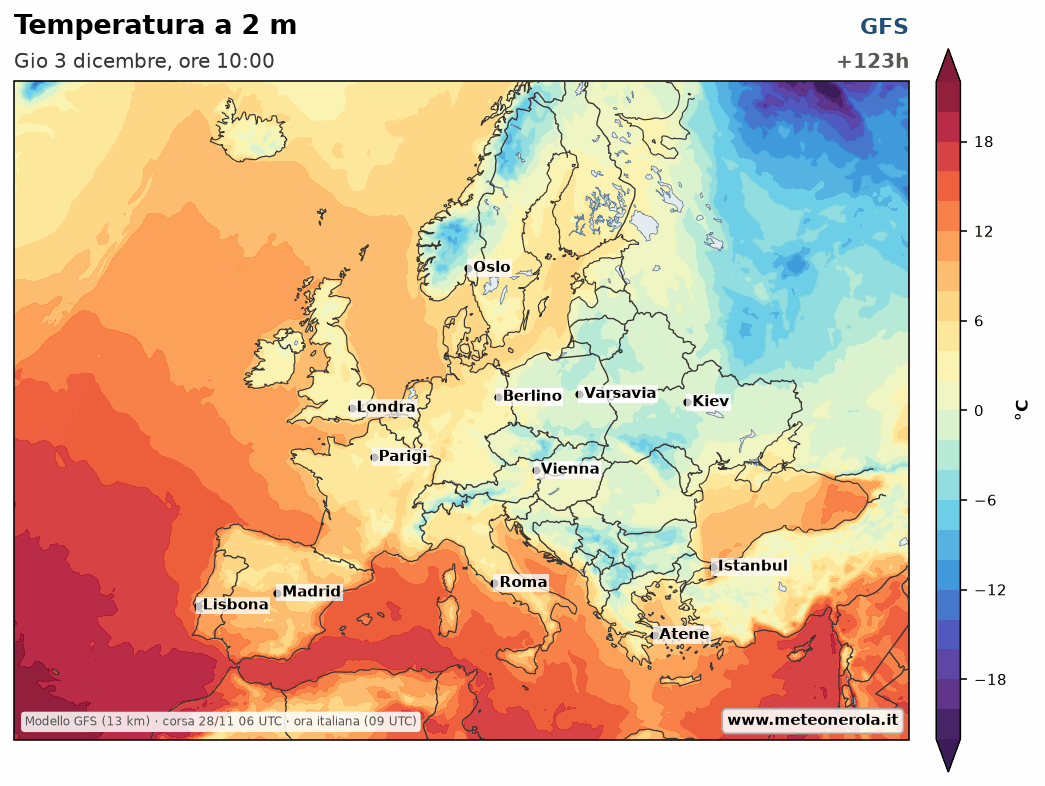 Temperatura a 2 m
GFS
Gio 3 dicembre, ore 10:00
+123h
18
12
6
0
−6
−12
−18
°C
Oslo
Berlino
Varsavia
Kiev
Londra
Parigi
Vienna
Istanbul
Roma
Madrid
Lisbona
Atene
Modello GFS (13 km) · corsa 28/11 06 UTC · ora italiana (09 UTC)
www.meteonerola.it